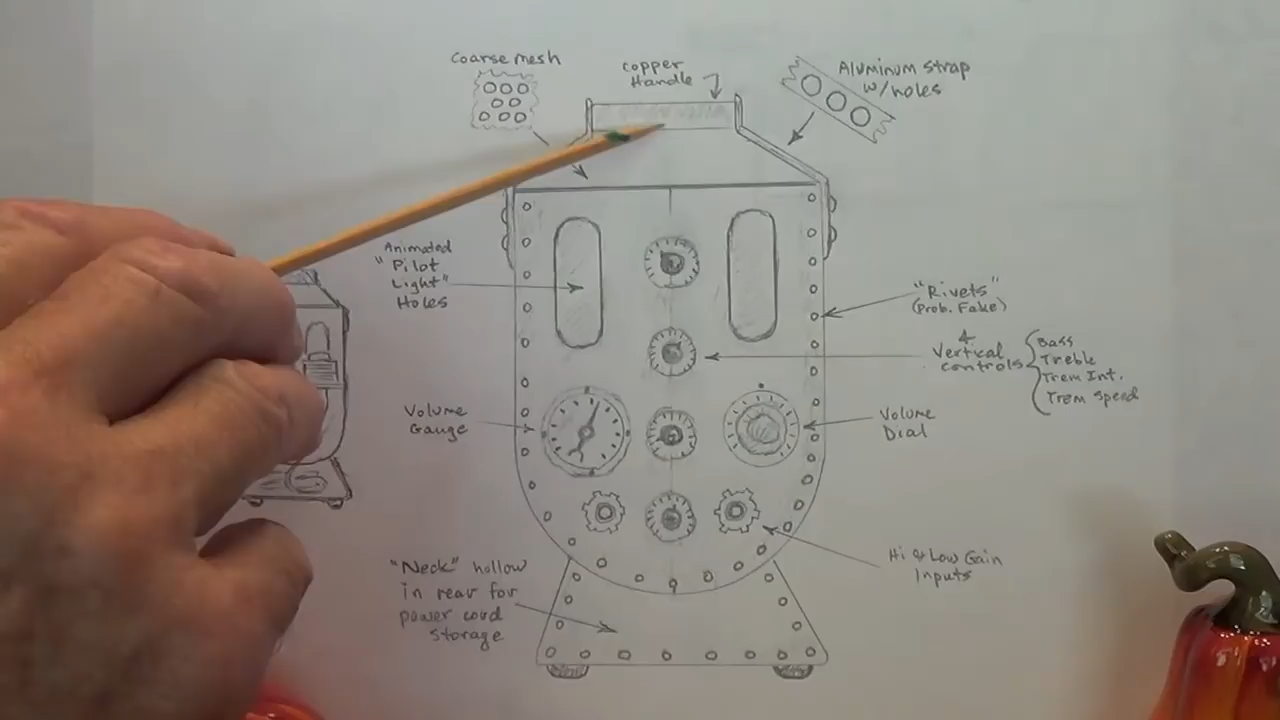 Coarse mesh
Copper
Handle
Aluminum strap
w/holes
Animated
"Pilot
Light"
Holes
"Rivets"
(Prob. Fake)
4
Vertical
controls
Bass
Treble
Trem Int.
Trem Speed
Volume
Gauge
Volume
Dial
Hi & Low Gain
Inputs
"Neck" hollow
in rear for
power cord
storage